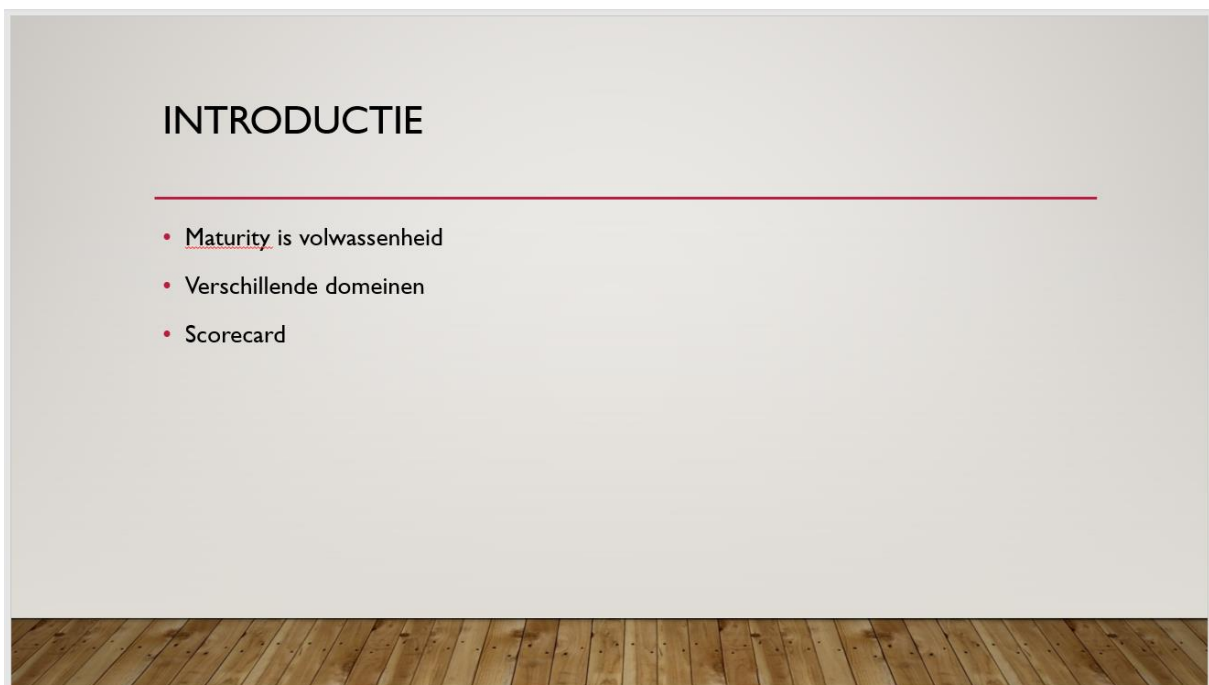 INTRODUCTIE
• Maturity is volwassenheid
• Verschillende domeinen
• Scorecard